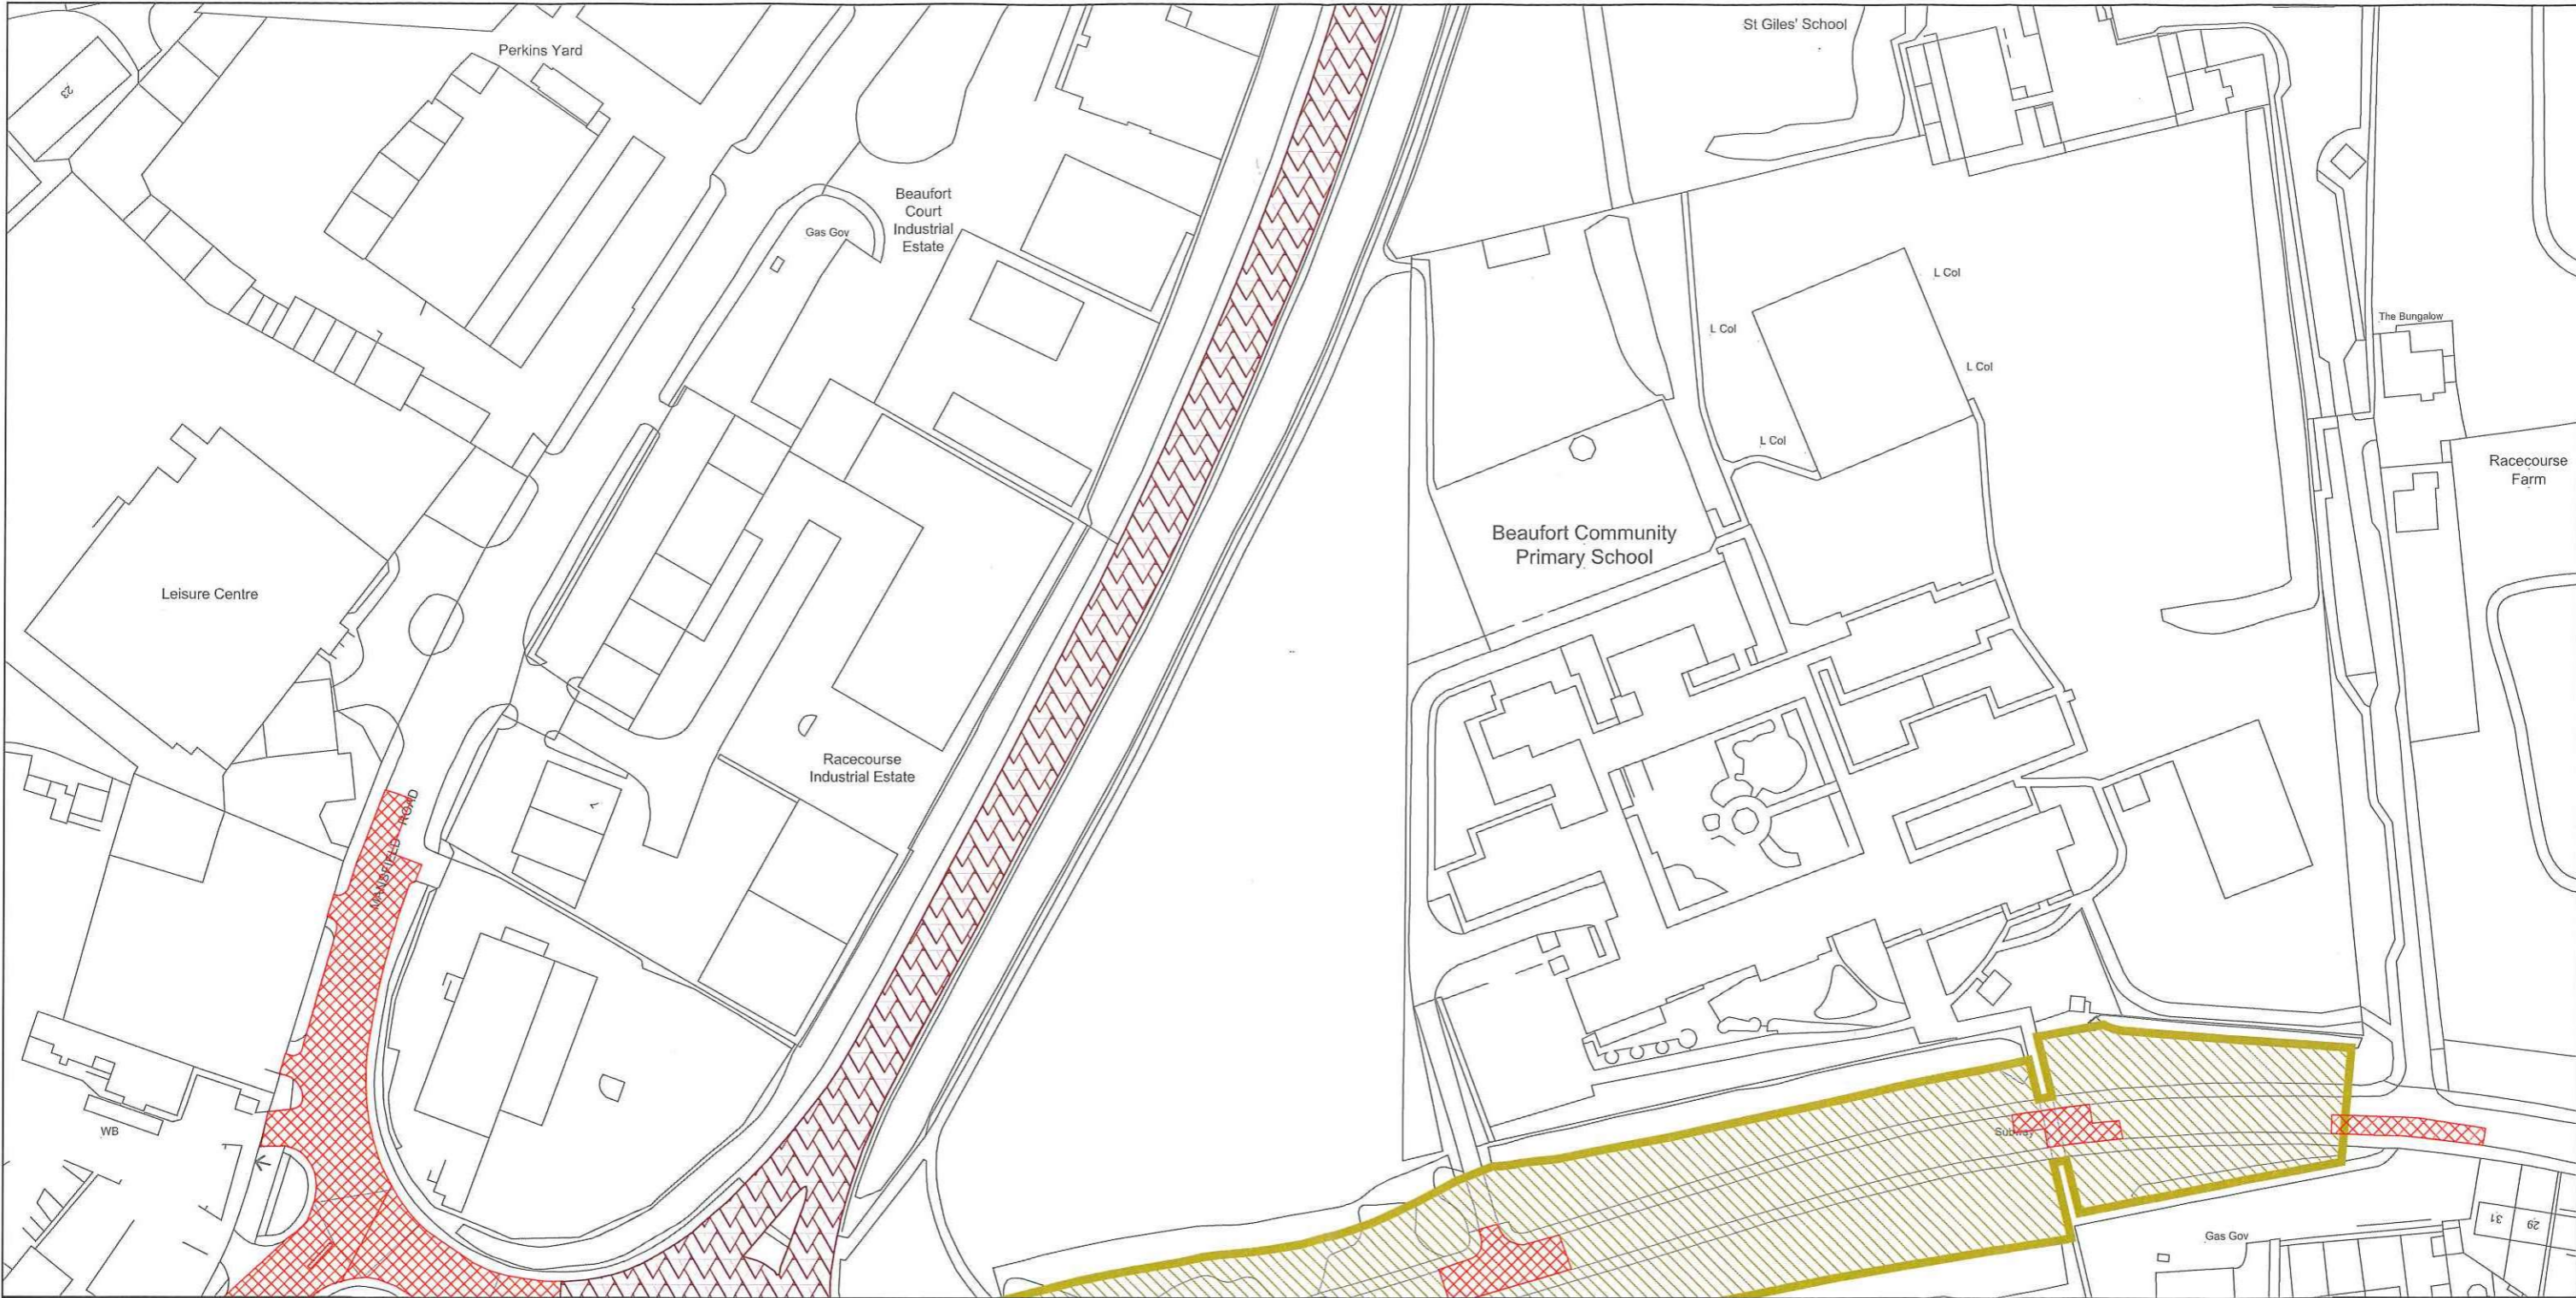 St Giles' School
Perkins Yard
23
Beaufort
Court
Industrial
Estate
Gas Gov
L Col
L Col
The Bungalow
L Col
L Col
Racecourse
Farm
Beaufort Community
Primary School
Leisure Centre
Racecourse
Industrial Estate
MANSFIELD ROAD
WB
Subway
31
29
Gas Gov